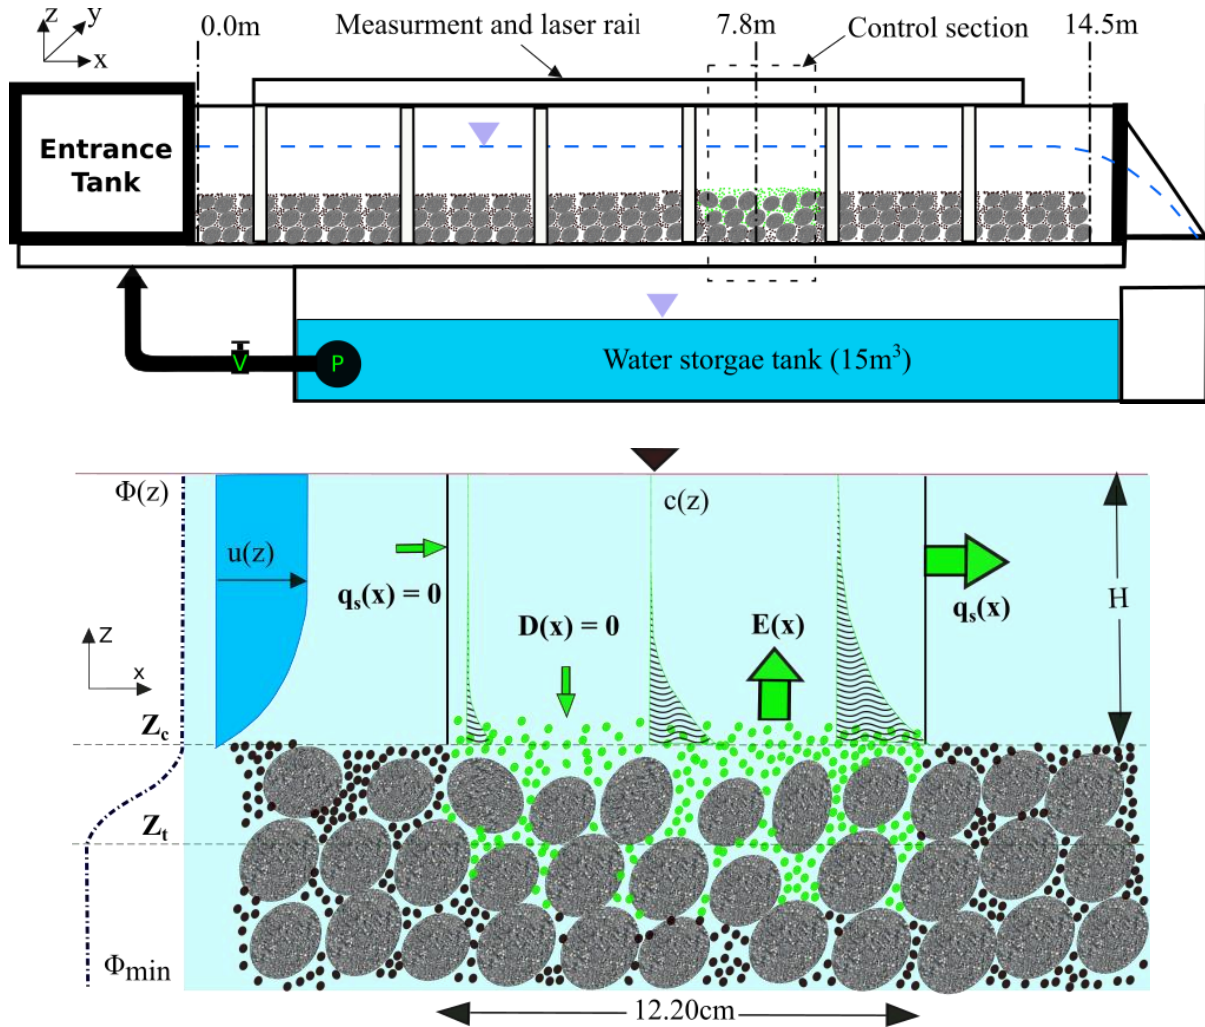 z
y
x
0.0m
Measurment and laser rail
7.8m
Control section
14.5m
Entrance
Tank
V
P
Water storgae tank (15m³)
Φ(z)
u(z)
c(z)
qs(x) = 0
D(x) = 0
E(x)
qs(x)
H
z
x
Zc
Zt
Φmin
12.20cm